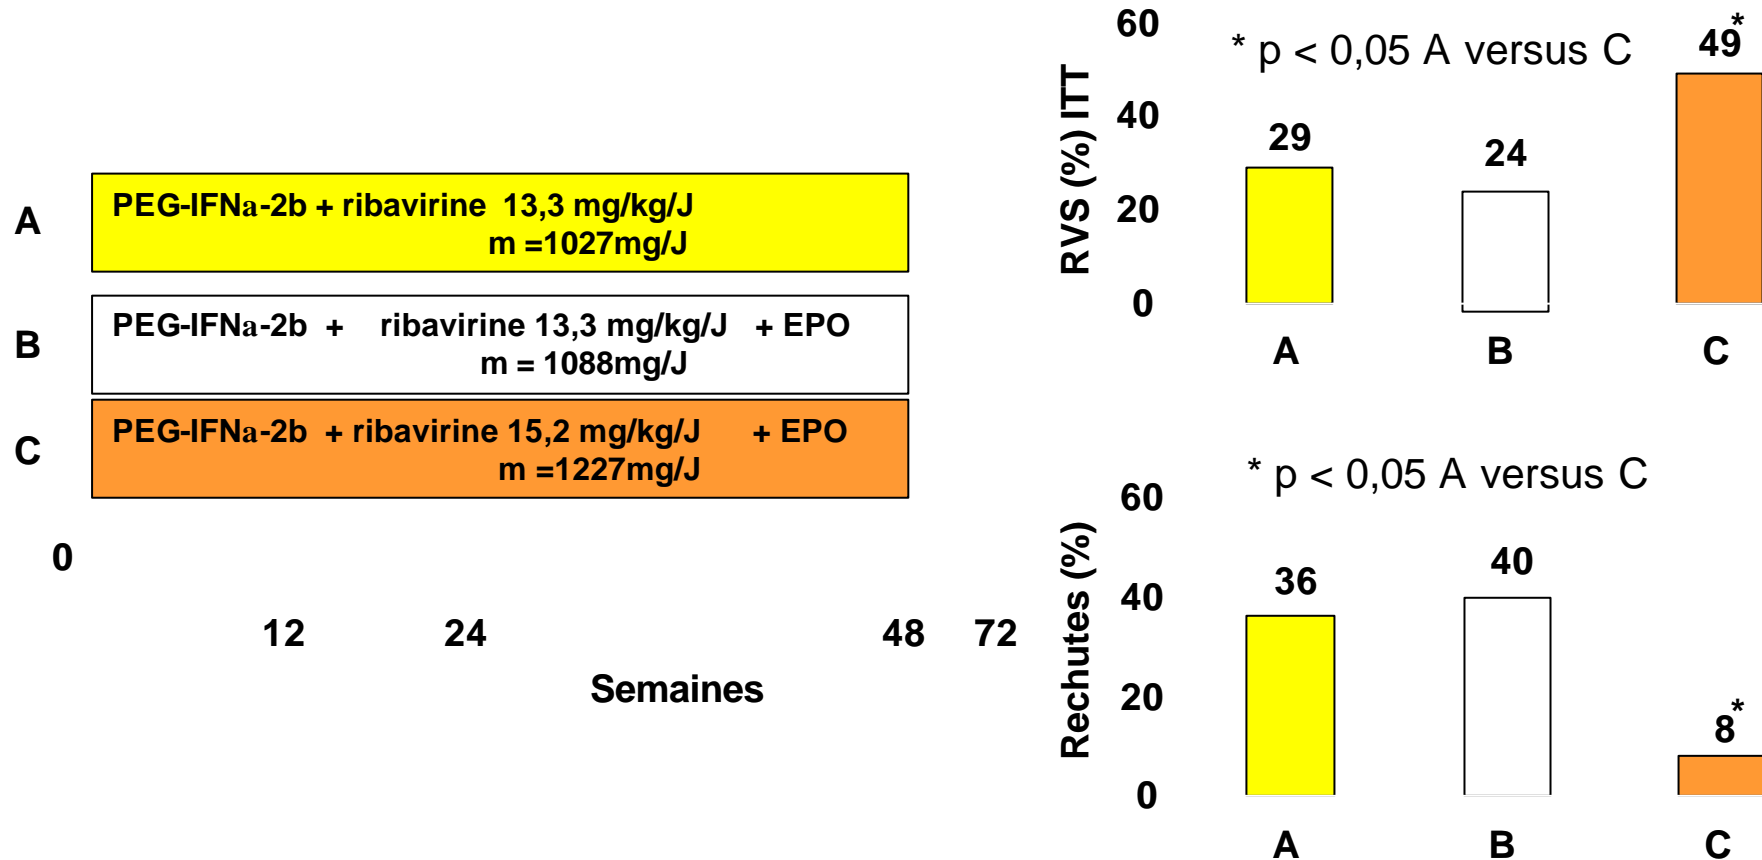 A
PEG-IFNa-2b + ribavirine 13,3 mg/kg/J
m =1027mg/J
B
PEG-IFNa-2b + ribavirine 13,3 mg/kg/J + EPO
m = 1088mg/J
C
PEG-IFNa-2b + ribavirine 15,2 mg/kg/J + EPO
m =1227mg/J
0
12 24 48 72
Semaines
RVS (%) ITT
60
40
20
0
* p < 0,05 A versus C
29
24
49*
A B C
Rechutes (%)
60
40
20
0
* p < 0,05 A versus C
36
40
8*
A B C